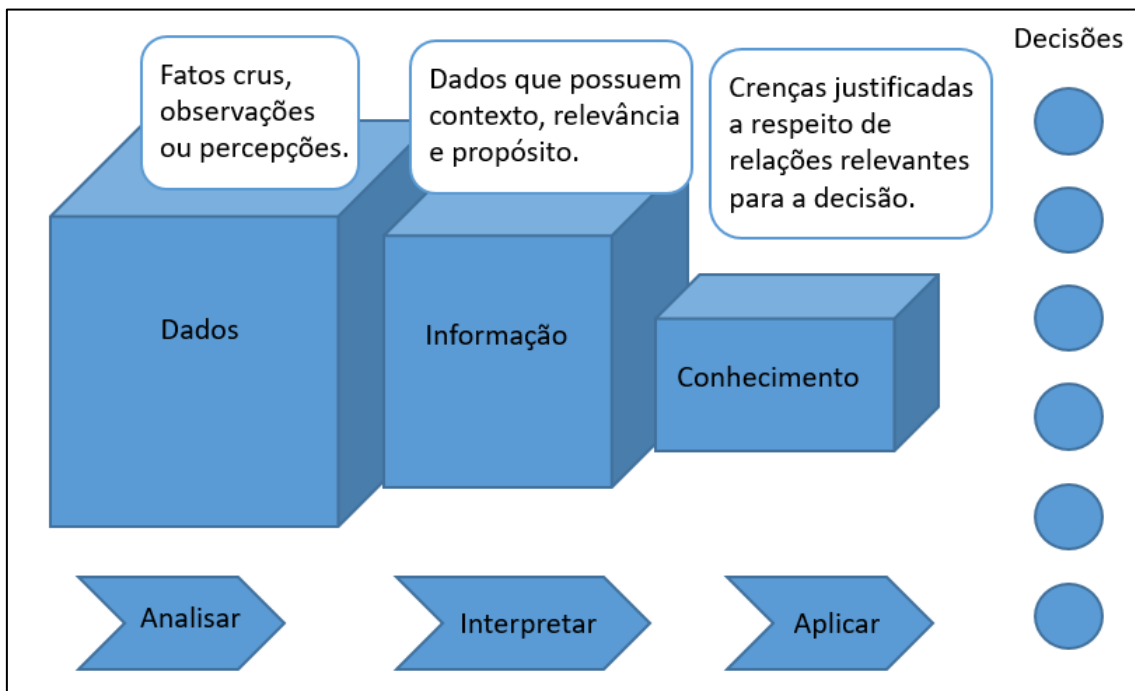 Fatos crus,
observações
ou percepções.
Dados que possuem
contexto, relevância
e propósito.
Crenças justificadas
a respeito de
relações relevantes
para a decisão.
Decisões
Dados
Informação
Conhecimento
Analisar
Interpretar
Aplicar